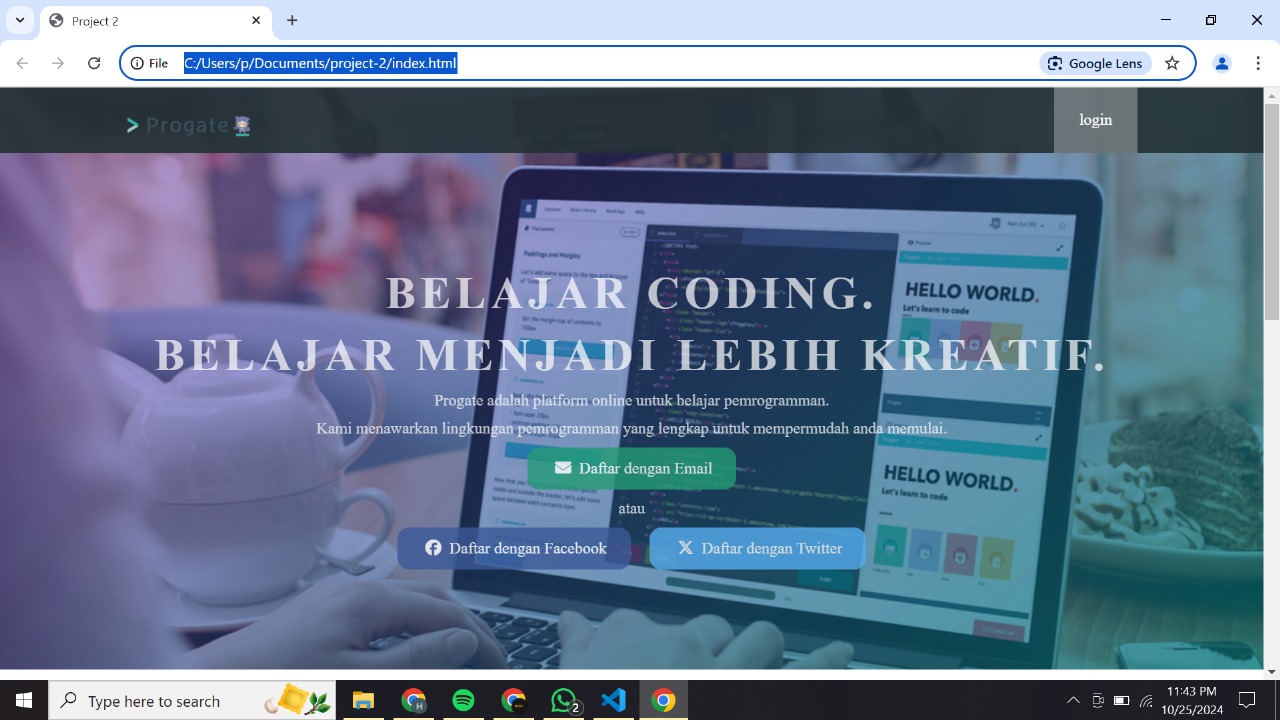 Project 2
File
C:/Users/p/Documents/project-2/index.html
Google Lens
Progate
login
HELLO WORLD.
Let's learn to code
BELAJAR CODING.
BELAJAR MENJADI LEBIH KREATIF.
Progate adalah platform online untuk belajar pemrogramman.
Kami menawarkan lingkungan pemrogramman yang lengkap untuk mempermudah anda memulai.
HELLO WORLD.
Let's learn to code
Daftar dengan Email
atau
Daftar dengan Facebook
Daftar dengan Twitter
Type here to search
2
11:43 PM
10/25/2024